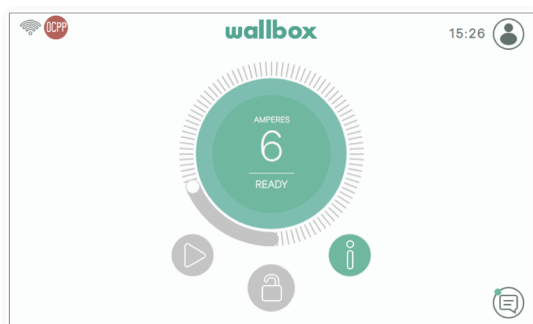 OCPP
wallbox
15:26
AMPERES
6
READY
i